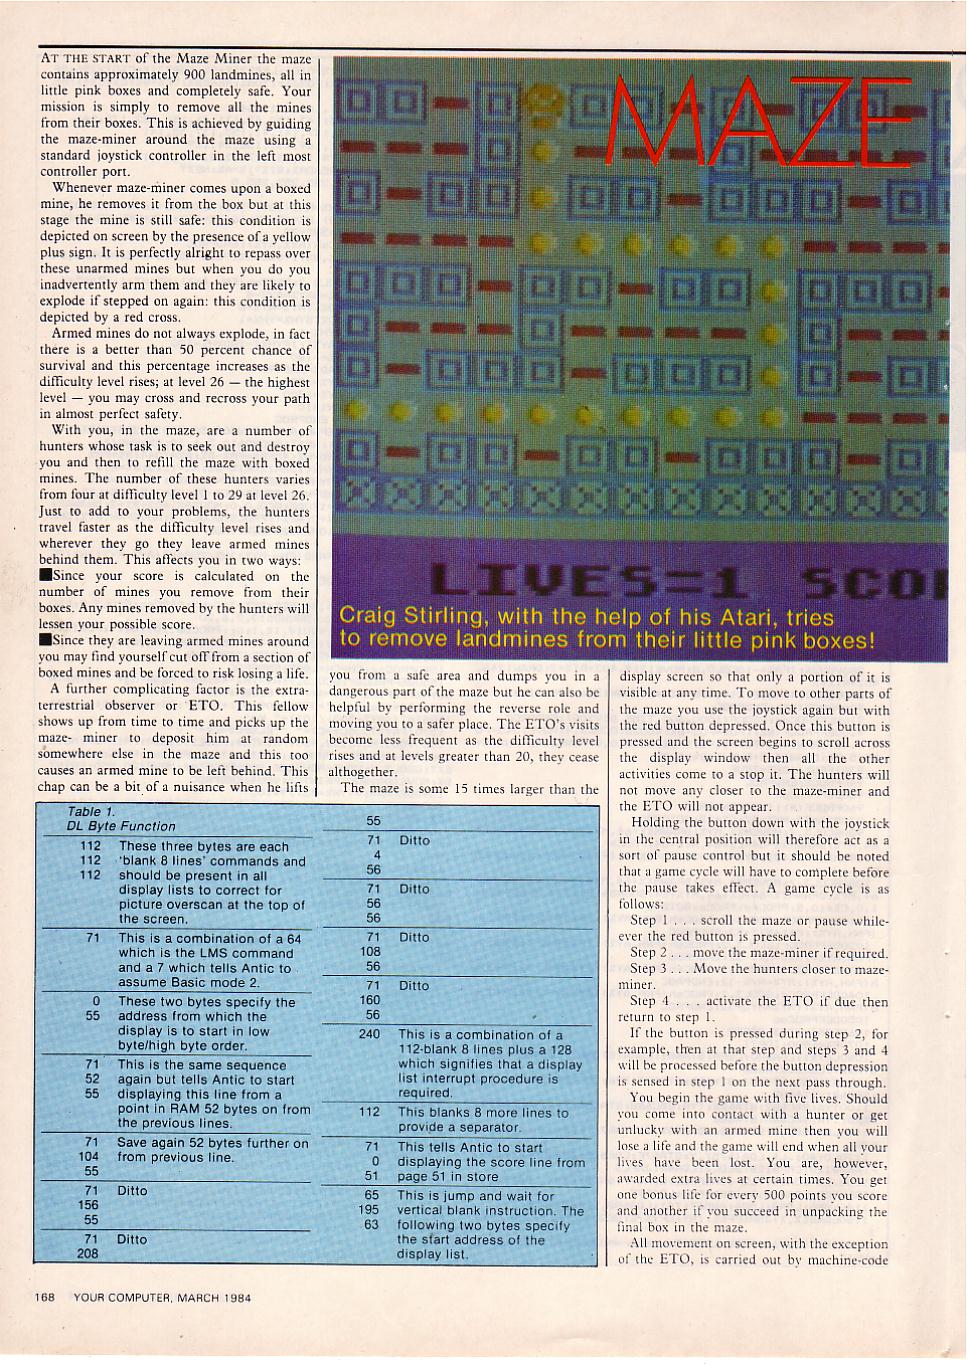 AT THE START of the Maze Miner the maze
contains approximately 900 landmines, all in
little pink boxes and completely safe. Your
mission is simply to remove all the mines
from their boxes. This is achieved by guiding
the maze-miner around the maze using a
standard joystick controller in the left most
controller port.
Whenever maze-miner comes upon a boxed
mine, he removes it from the box but at this
stage the mine is still safe: this condition is
depicted on screen by the presence of a yellow
plus sign. It is perfectly alright to repass over
these unarmed mines but when you do you
inadvertently arm them and they are likely to
explode if stepped on again: this condition is
depicted by a red cross.
Armed mines do not always explode, in fact
there is a better than 50 percent chance of
survival and this percentage increases as the
difficulty level rises; at level 26 — the highest
level — you may cross and recross your path
in almost perfect safety.
With you, in the maze, are a number of
hunters whose task is to seek out and destroy
you and then to refill the maze with boxed
mines. The number of these hunters varies
from four at difficulty level 1 to 29 at level 26.
Just to add to your problems, the hunters
travel faster as the difficulty level rises and
wherever they go they leave armed mines
behind them. This affects you in two ways:
■Since your score is calculated on the
number of mines you remove from their
boxes. Any mines removed by the hunters will
lessen your possible score.
■Since they are leaving armed mines around
you may find yourself cut off from a section of
boxed mines and be forced to risk losing a life.
A further complicating factor is the extra-
terrestrial observer or ETO. This fellow
shows up from time to time and picks up the
maze- miner to deposit him at random
somewhere else in the maze and this too
causes an armed mine to be left behind. This
chap can be a bit of a nuisance when he lifts
MAZE
LIVES=1 SCO
Craig Stirling, with the help of his Atari, tries
to remove landmines from their little pink boxes!
you from a safe area and dumps you in a
dangerous part of the maze but he can also be
helpful by performing the reverse role and
moving you to a safer place. The ETO's visits
become less frequent as the difficulty level
rises and at levels greater than 20, they cease
althogether.
The maze is some 15 times larger than the
display screen so that only a portion of it is
visible at any time. To move to other parts of
the maze you use the joystick again but with
the red button depressed. Once this button is
pressed and the screen begins to scroll across
the display window then all the other
activities come to a stop it. The hunters will
not move any closer to the maze-miner and
the ETO will not appear.
Holding the button down with the joystick
in the central position will therefore act as a
sort of pause control but it should be noted
that a game cycle will have to complete before
the pause takes effect. A game cycle is as
follows:
Step 1 . . . scroll the maze or pause while-
ever the red button is pressed.
Step 2 . . . move the maze-miner if required.
Step 3 . . . Move the hunters closer to maze-
miner.
Step 4 . . . activate the ETO if due then
return to step 1.
If the button is pressed during step 2, for
example, then at that step and steps 3 and 4
will be processed before the button depression
is sensed in step 1 on the next pass through.
You begin the game with five lives. Should
you come into contact with a hunter or get
unlucky with an armed mine then you will
lose a life and the game will end when all your
lives have been lost. You are, however,
awarded extra lives at certain times. You get
one bonus life for every 500 points you score
and another if you succeed in unpacking the
final box in the maze.
All movement on screen, with the exception
of the ETO, is carried out by machine-code
Table 1.
DL Byte Function
112 These three bytes are each
112 'blank 8 lines' commands and
112 should be present in all
display lists to correct for
picture overscan at the top of
the screen.
71 This is a combination of a 64
which is the LMS command
and a 7 which tells Antic to
assume Basic mode 2.
0 These two bytes specify the
55 address from which the
display is to start in low
byte/high byte order.
71 This is the same sequence
52 again but tells Antic to start
55 displaying this line from a
point in RAM 52 bytes on from
the previous lines.
71 Save again 52 bytes further on
104 from previous line.
55
71 Ditto
156
55
71 Ditto
208
55
71 Ditto
4
56
71 Ditto
56
56
71 Ditto
108
56
71 Ditto
160
56
240 This is a combination of a
112-blank 8 lines plus a 128
which signifies that a display
list interrupt procedure is
required.
112 This blanks 8 more lines to
provide a separator.
71 This tells Antic to start
0 displaying the score line from
51 page 51 in store
65 This is jump and wait for
195 vertical blank instruction. The
63 following two bytes specify
the start address of the
display list.
168 YOUR COMPUTER, MARCH 1984